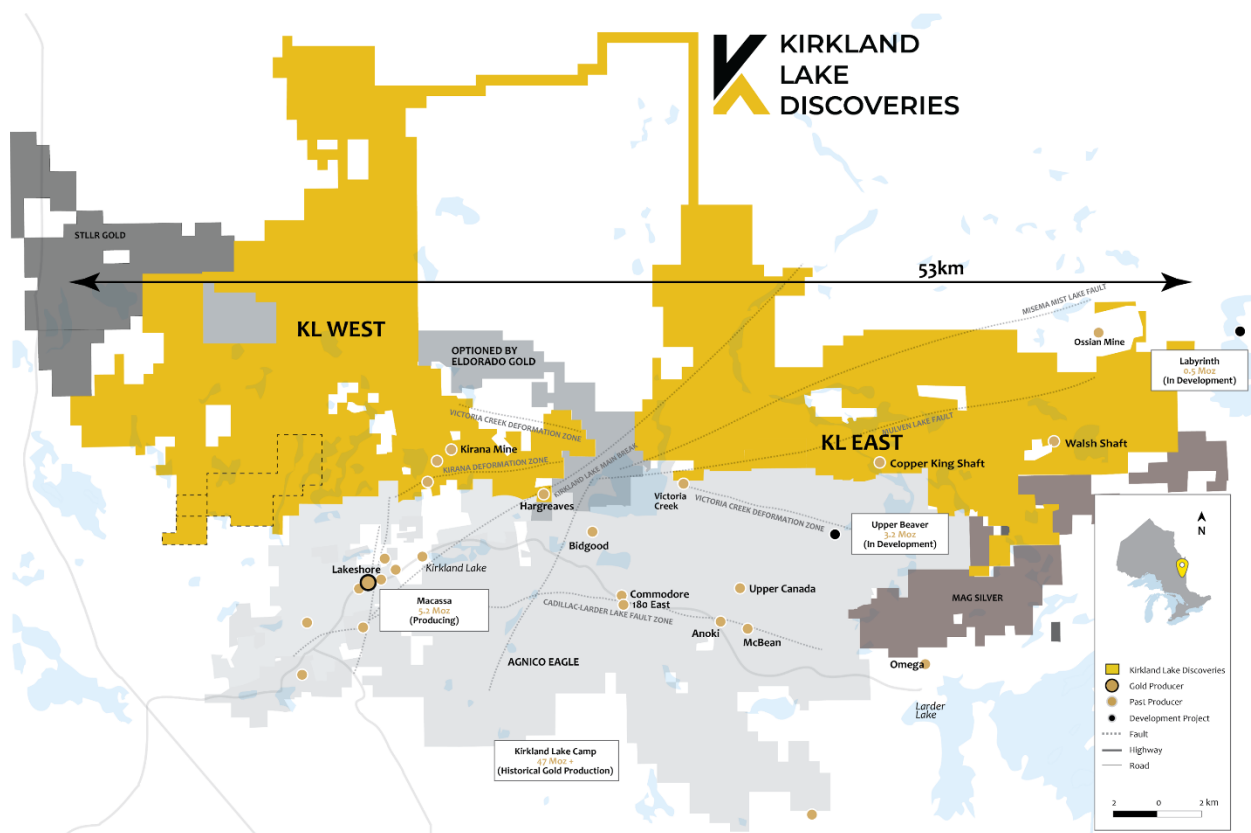 KIRKLAND
LAKE
DISCOVERIES
STLLR GOLD
53km
MISEMA MIST LAKE FAULT
KL WEST
OPTIONED BY
ELDORADO GOLD
Ossian Mine
Labyrinth
0.5 Moz
(In Development)
VICTORIA CREEK DEFORMATION ZONE
MULVEN LAKE FAULT
KL EAST
Kirana Mine
KIRANA DEFORMATION ZONE
KIRKLAND LAKE MAIN BREAK
Walsh Shaft
Copper King Shaft
Hargreaves
Victoria
Creek
VICTORIA CREEK DEFORMATION ZONE
Upper Beaver
3.2 Moz
(In Development)
Bidgood
Lakeshore
Kirkland Lake
Macassa
5.2 Moz
(Producing)
Commodore
180 East
CADILLAC-LARDER LAKE FAULT ZONE
Upper Canada
Anoki
McBean
MAG SILVER
AGNICO EAGLE
Omega
Larder
Lake
Kirkland Lake Camp
47 Moz +
(Historical Gold Production)
N
Kirkland Lake Discoveries
Gold Producer
Past Producer
Development Project
Fault
Highway
Road
2 0 2 km